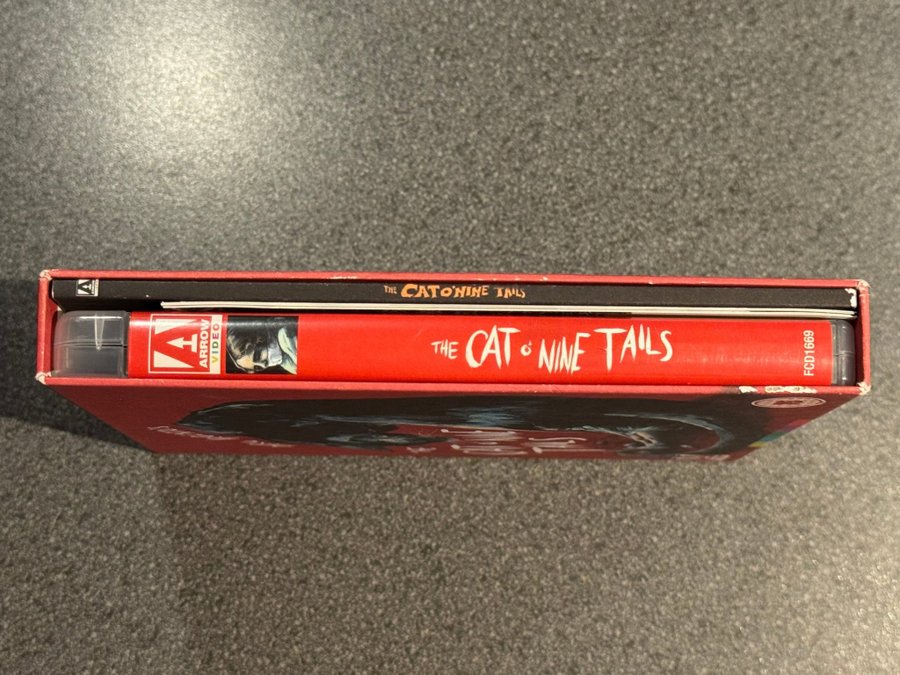 THE CAT O' NINE TAILS
ARROW
VIDEO
THE CAT O' NINE TAILS
FCD1669